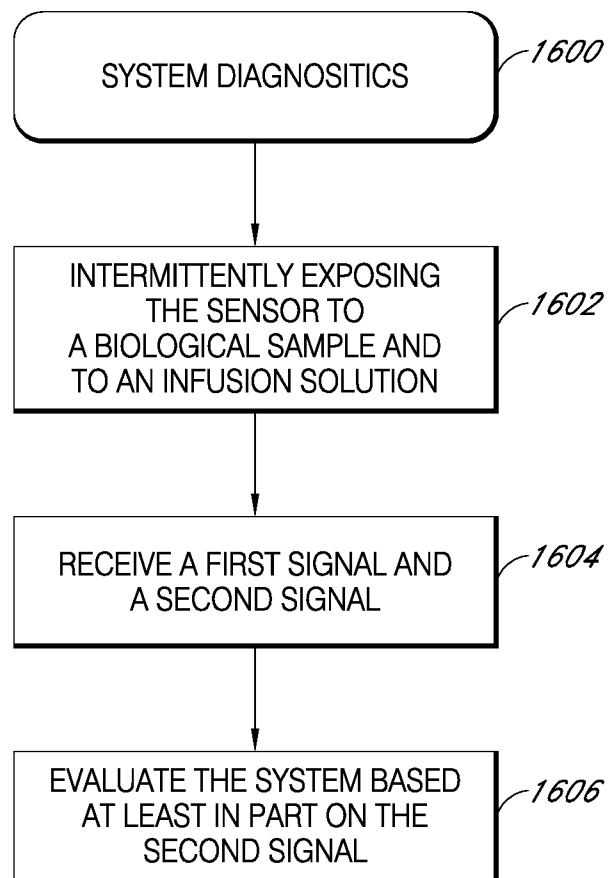 SYSTEM DIAGNOSITICS
1600
INTERMITTENTLY EXPOSING
THE SENSOR TO
A BIOLOGICAL SAMPLE AND
TO AN INFUSION SOLUTION
1602
RECEIVE A FIRST SIGNAL AND
A SECOND SIGNAL
1604
EVALUATE THE SYSTEM BASED
AT LEAST IN PART ON THE
SECOND SIGNAL
1606